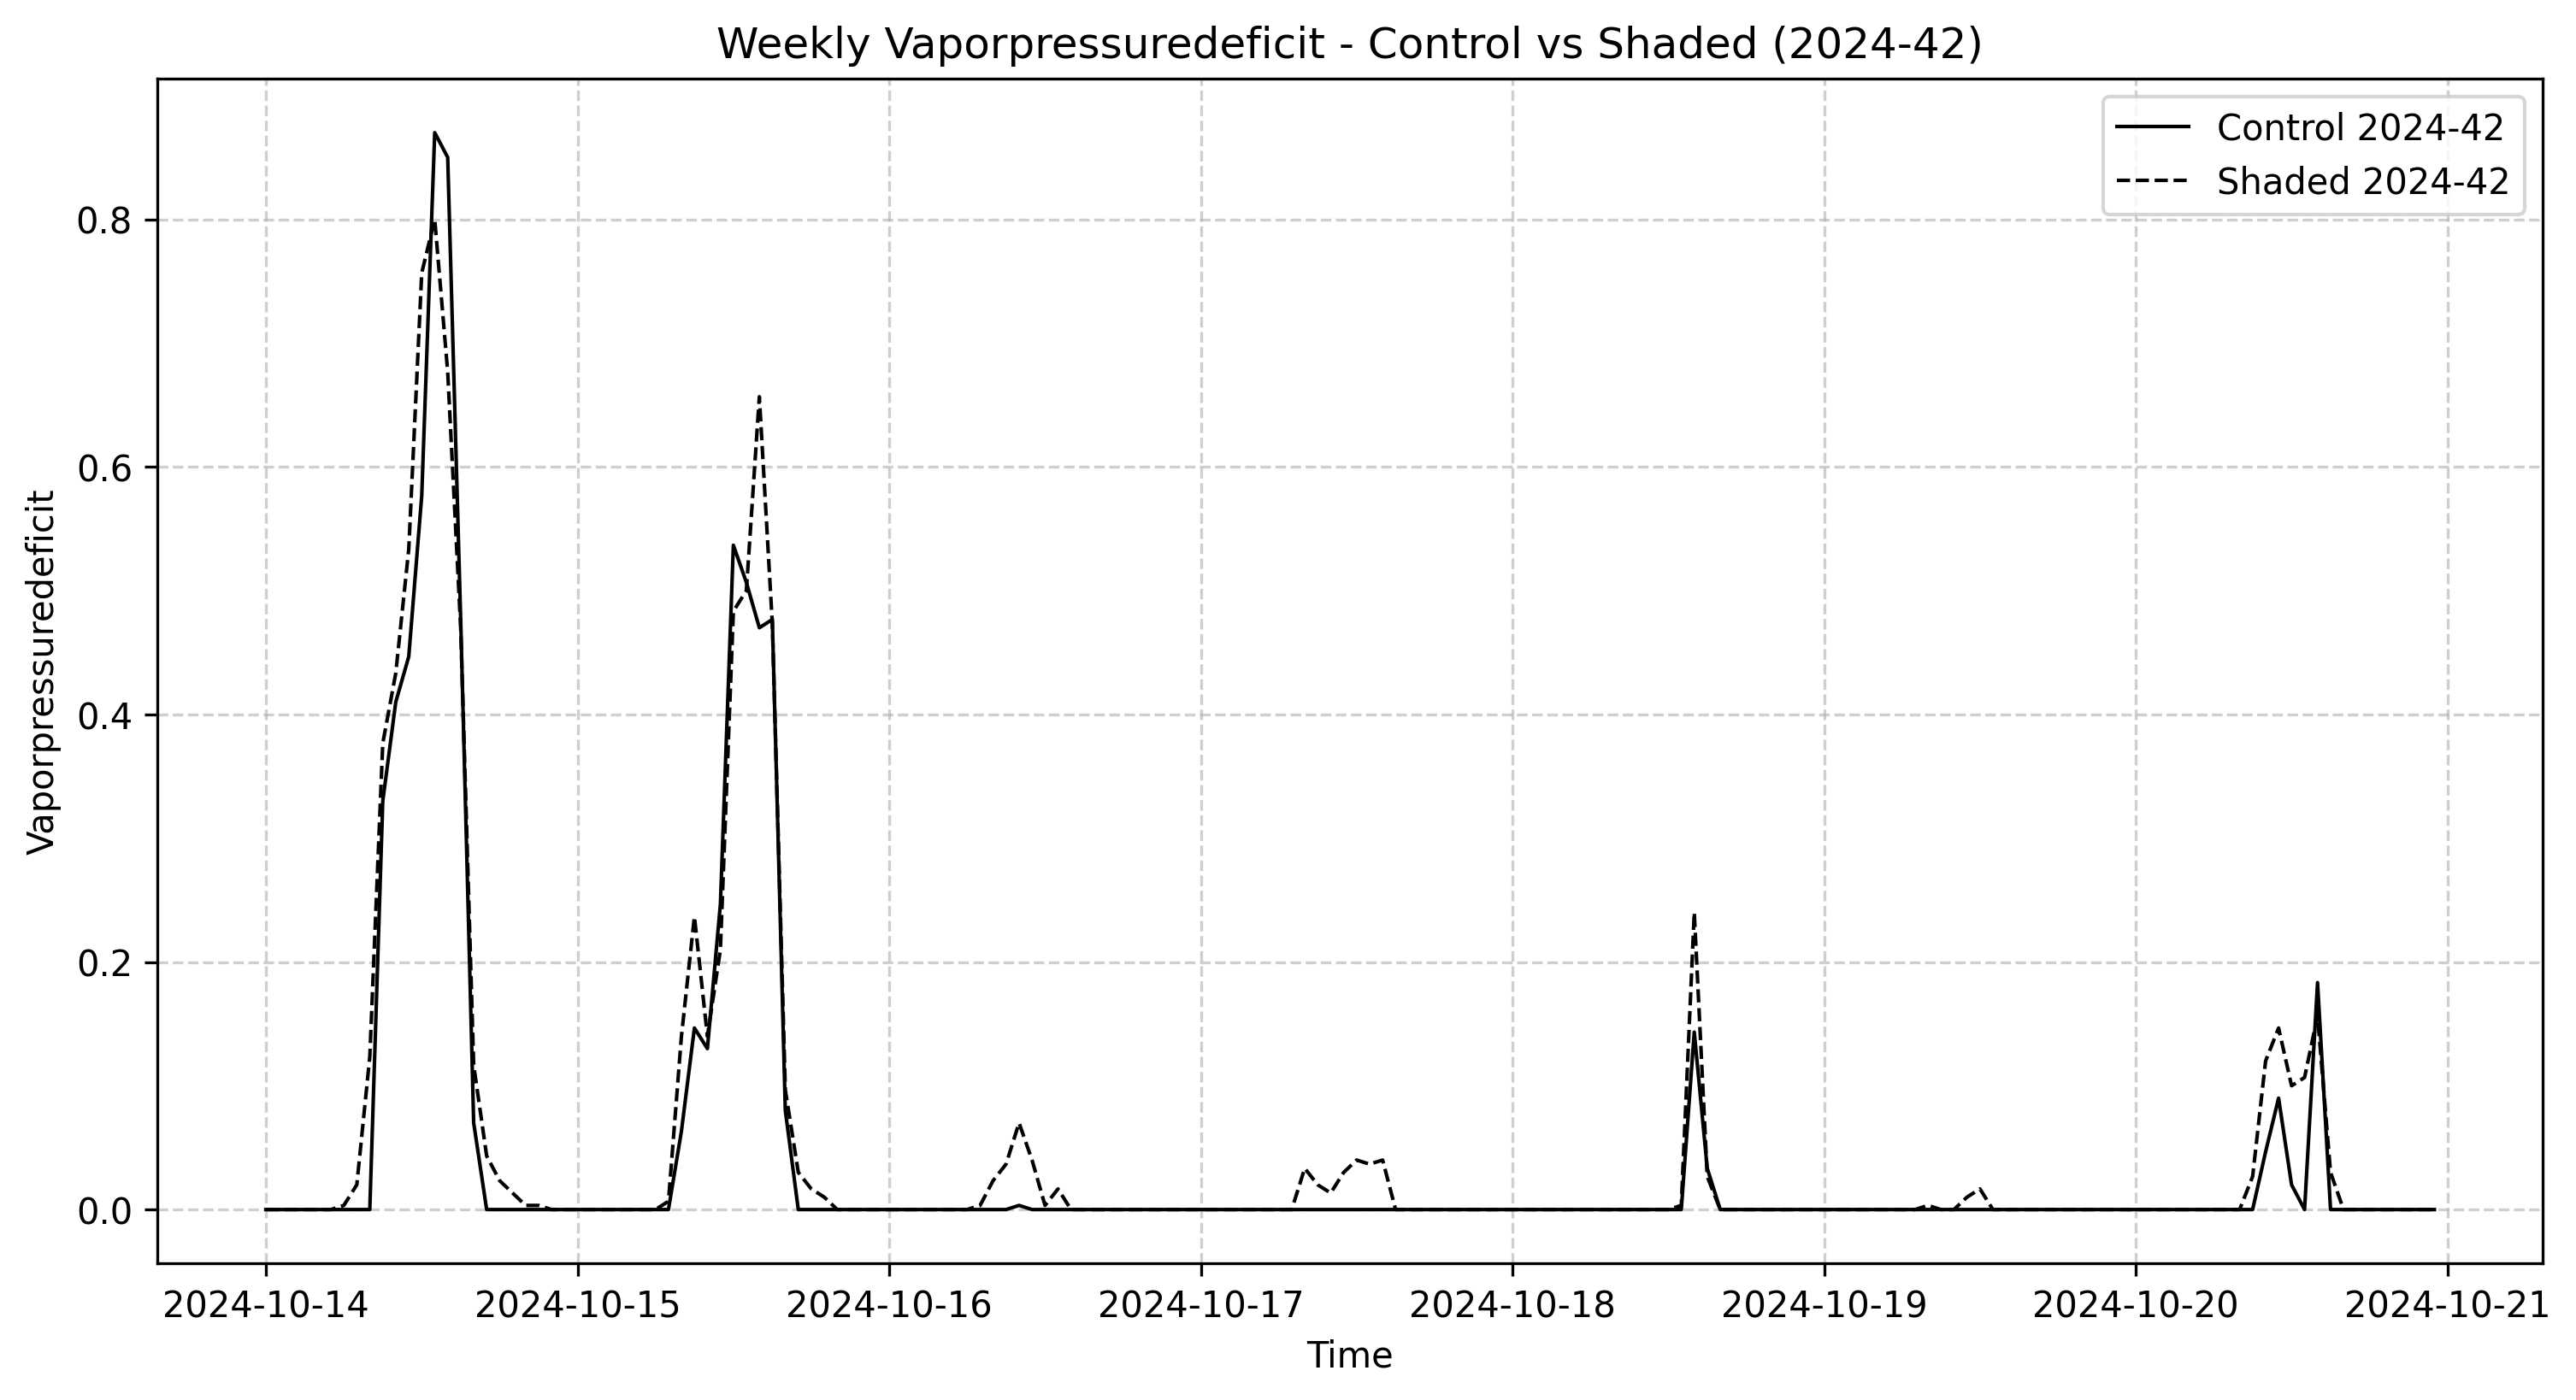 Weekly Vaporpressuredeficit - Control vs Shaded (2024-42)
Control 2024-42
Shaded 2024-42
Vaporpressuredeficit
0.8
0.6
0.4
0.2
0.0
2024-10-14 2024-10-15 2024-10-16 2024-10-17 2024-10-18 2024-10-19 2024-10-20 2024-10-21
Time